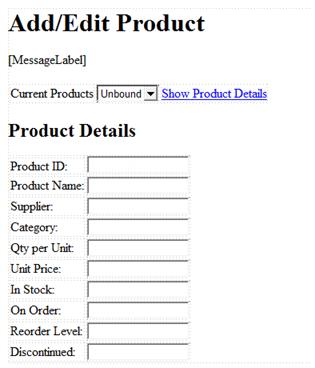 Add/Edit Product
[MessageLabel]
Current Products Unbound Show Product Details
Product Details
Product ID:
Product Name:
Supplier:
Category:
Qty per Unit:
Unit Price:
In Stock:
On Order:
Reorder Level:
Discontinued: